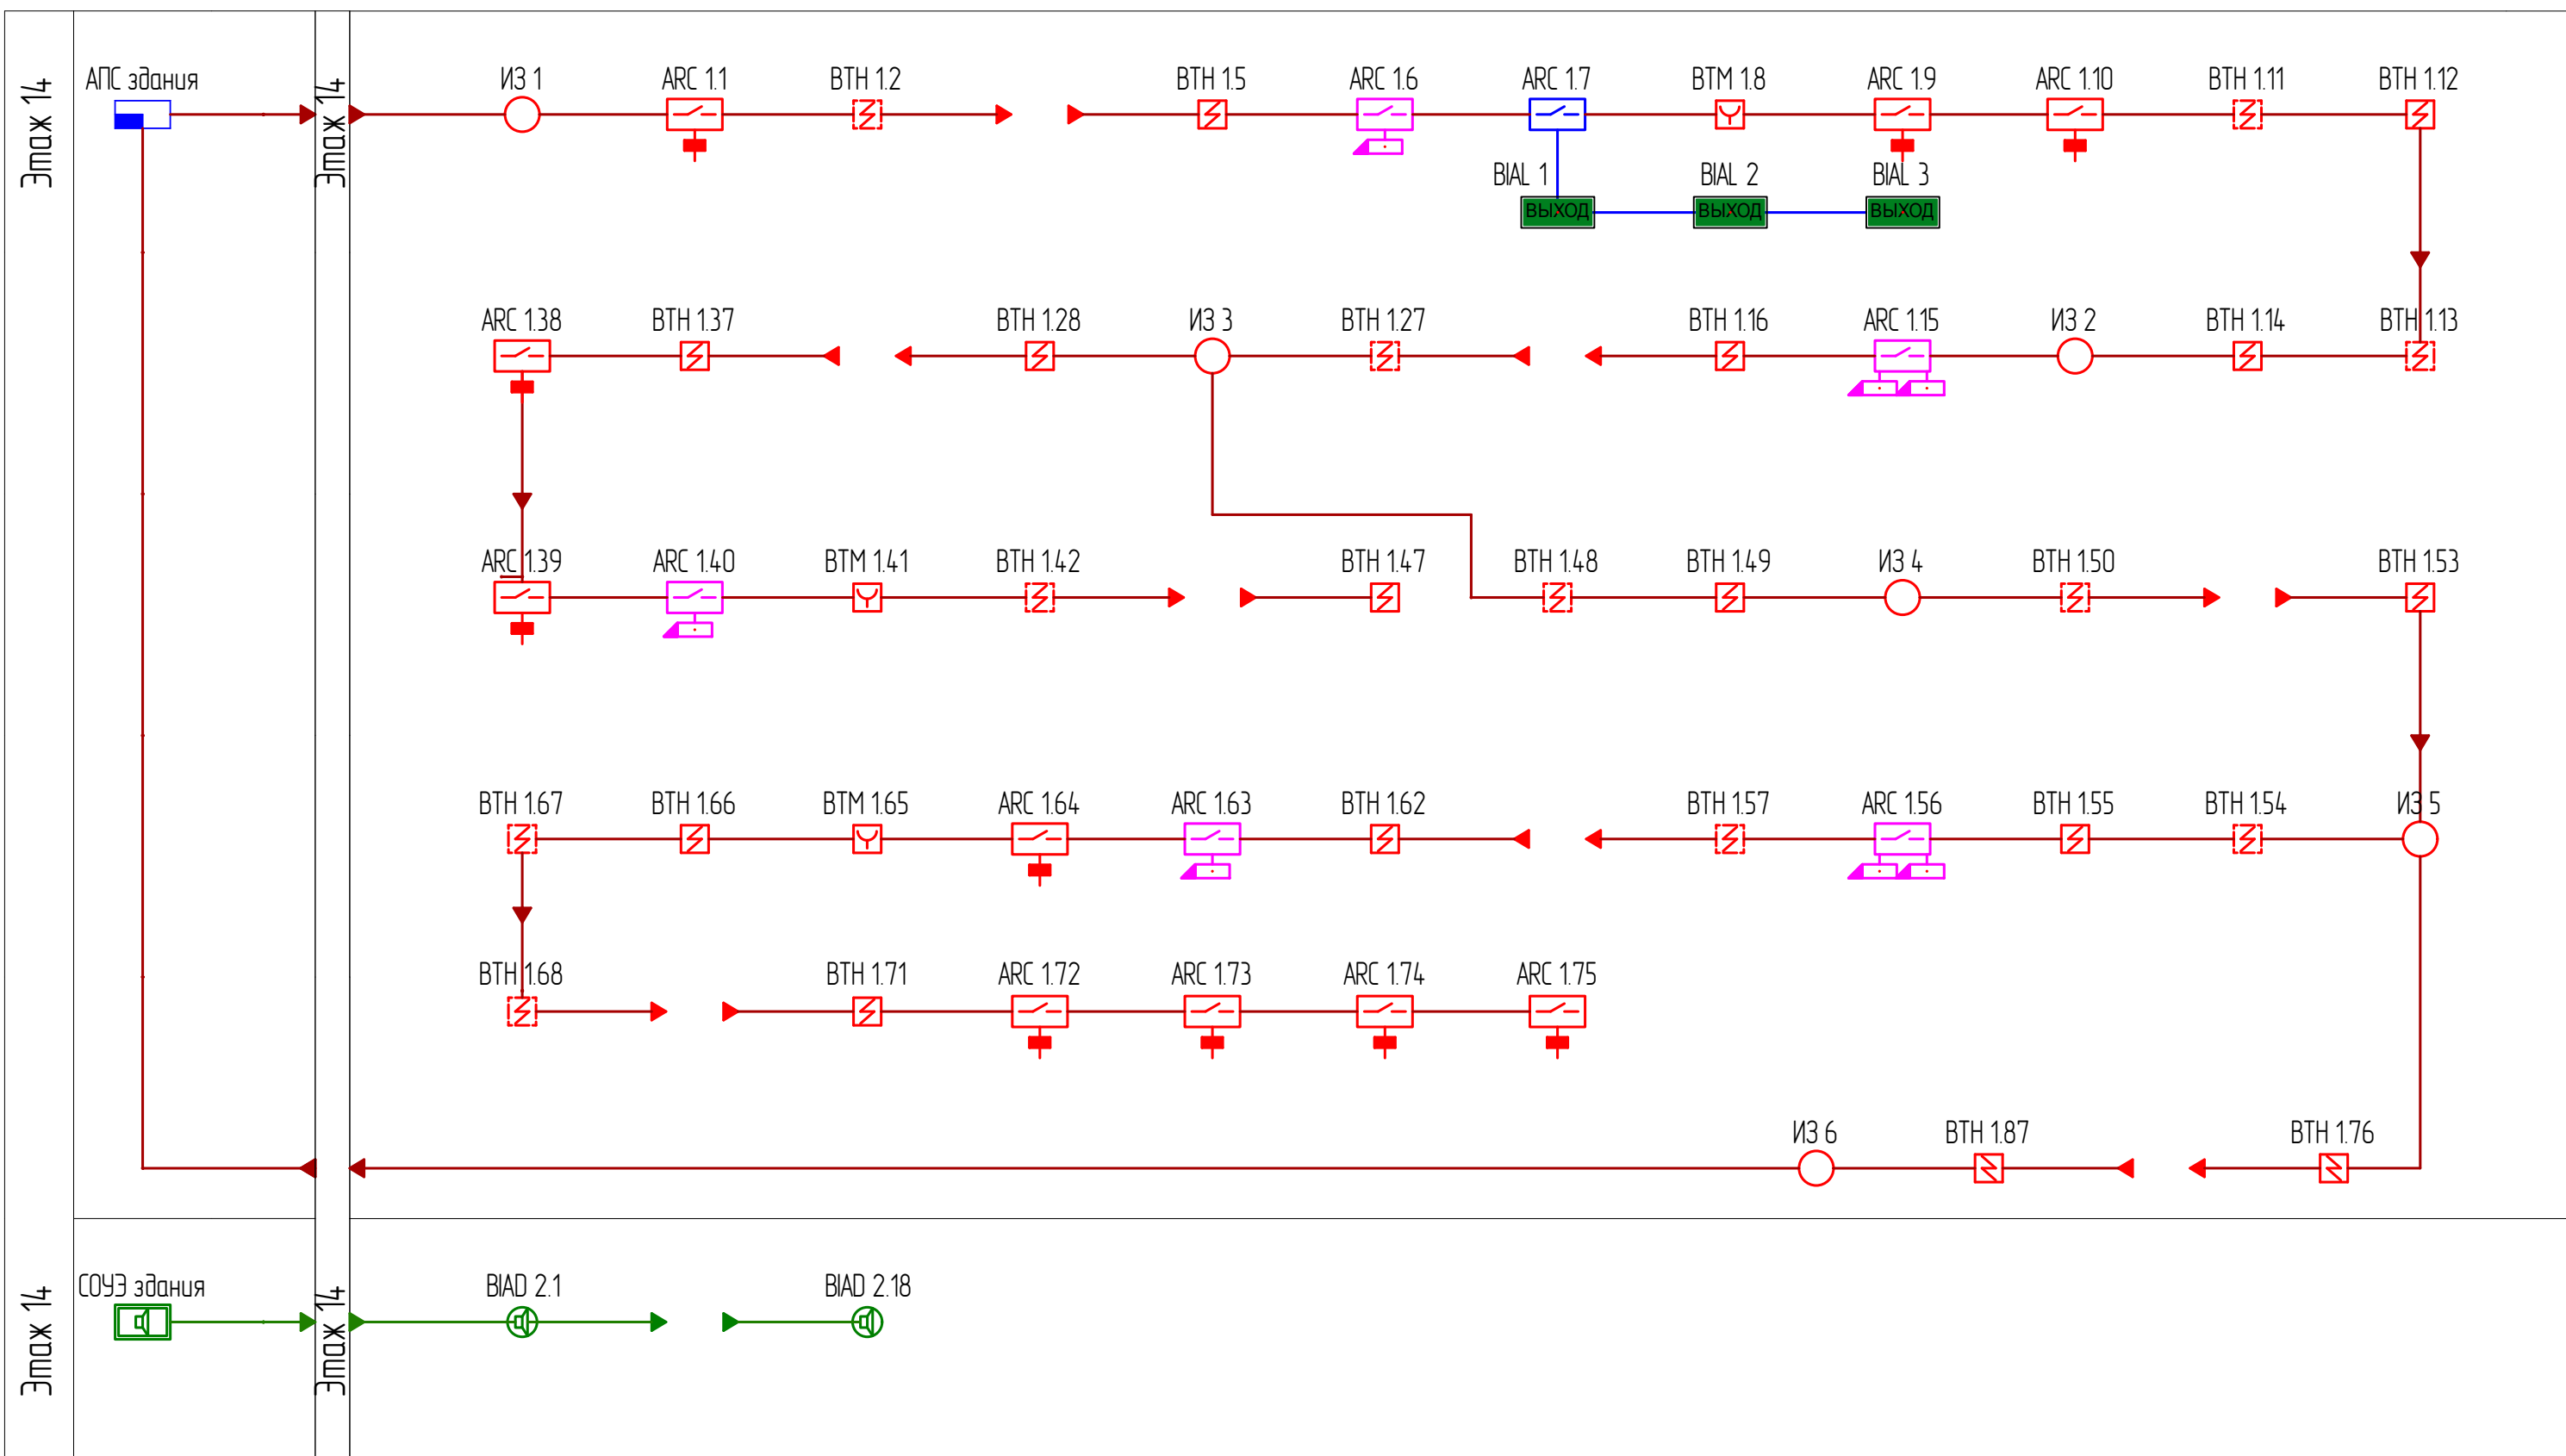 Этаж 14
АПС здания
Этаж 14
ИЗ 1
ARC 1.1
BTH 1.2
BTH 1.5
ARC 1.6
ARC 1.7
BTM 1.8
ARC 1.9
ARC 1.10
BTH 1.11
BTH 1.12
BIAL 1
BIAL 2
BIAL 3
ВЫХОД
ВЫХОД
ВЫХОД
ARC 1.38
BTH 1.37
BTH 1.28
ИЗ 3
BTH 1.27
BTH 1.16
ARC 1.15
ИЗ 2
BTH 1.14
BTH 1.13
ARC 1.39
ARC 1.40
BTM 1.41
BTH 1.42
BTH 1.47
BTH 1.48
BTH 1.49
ИЗ 4
BTH 1.50
BTH 1.53
BTH 1.67
BTH 1.66
BTM 1.65
ARC 1.64
ARC 1.63
BTH 1.62
BTH 1.57
ARC 1.56
BTH 1.55
BTH 1.54
ИЗ 5
BTH 1.68
BTH 1.71
ARC 1.72
ARC 1.73
ARC 1.74
ARC 1.75
ИЗ 6
BTH 1.87
BTH 1.76
Этаж 14
СОУЭ здания
Этаж 14
BIAD 2.1
BIAD 2.18